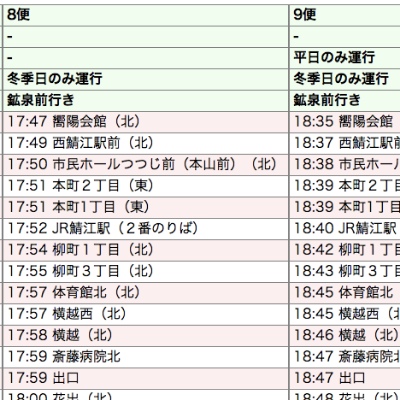 8便 9便
- -
- 平日のみ運行
冬季日のみ運行 冬季日のみ運行
鉱泉前行き 鉱泉前行き
17:47 嚮陽会館（北） 18:35 嚮陽会館
17:49 西鯖江駅前（北） 18:37 西鯖江駅前
17:50 市民ホールつつじ前（本山前）（北） 18:38 市民ホール
17:51 本町２丁目（東） 18:39 本町２丁目
17:51 本町1丁目（東） 18:39 本町1丁目
17:52 JR鯖江駅（２番のりば） 18:40 JR鯖江駅
17:54 柳町１丁目（北） 18:42 柳町１丁目
17:55 柳町３丁目（北） 18:43 柳町３丁目
17:57 体育館北（北） 18:45 体育館北（
17:57 横越西（北） 18:45 横越西（北
17:58 横越（北） 18:46 横越（北）
17:59 斎藤病院北 18:47 斎藤病院北
17:59 出口 18:47 出口
18:00 花出（北） 18:48 花出（北）